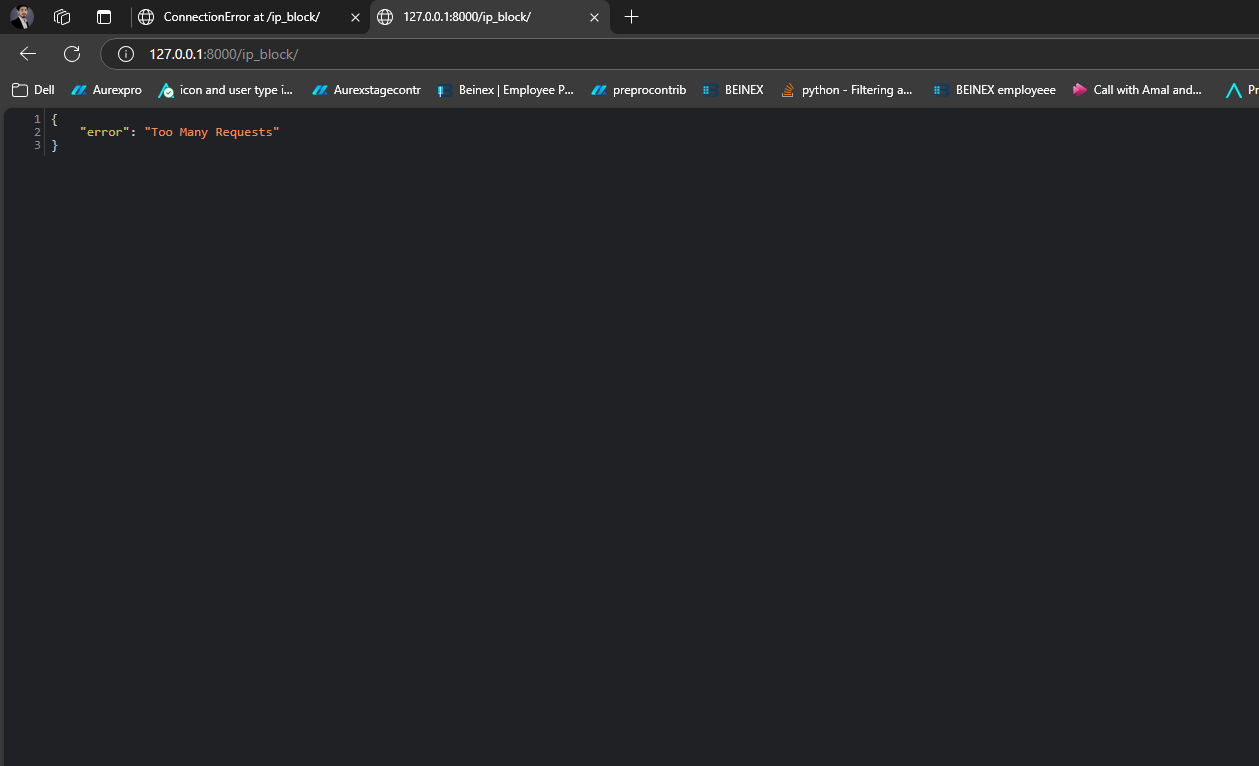 ConnectionError at /ip_block/
127.0.0.1:8000/ip_block/
127.0.0.1:8000/ip_block/
Dell
Aurexpro
icon and user type i...
Aurexstagecontr
Beinex | Employee P...
preprocontrib
BEINEX
python - Filtering a...
BEINEX employeee
Call with Amal and...
Pr
1 {
2 "error": "Too Many Requests"
3 }